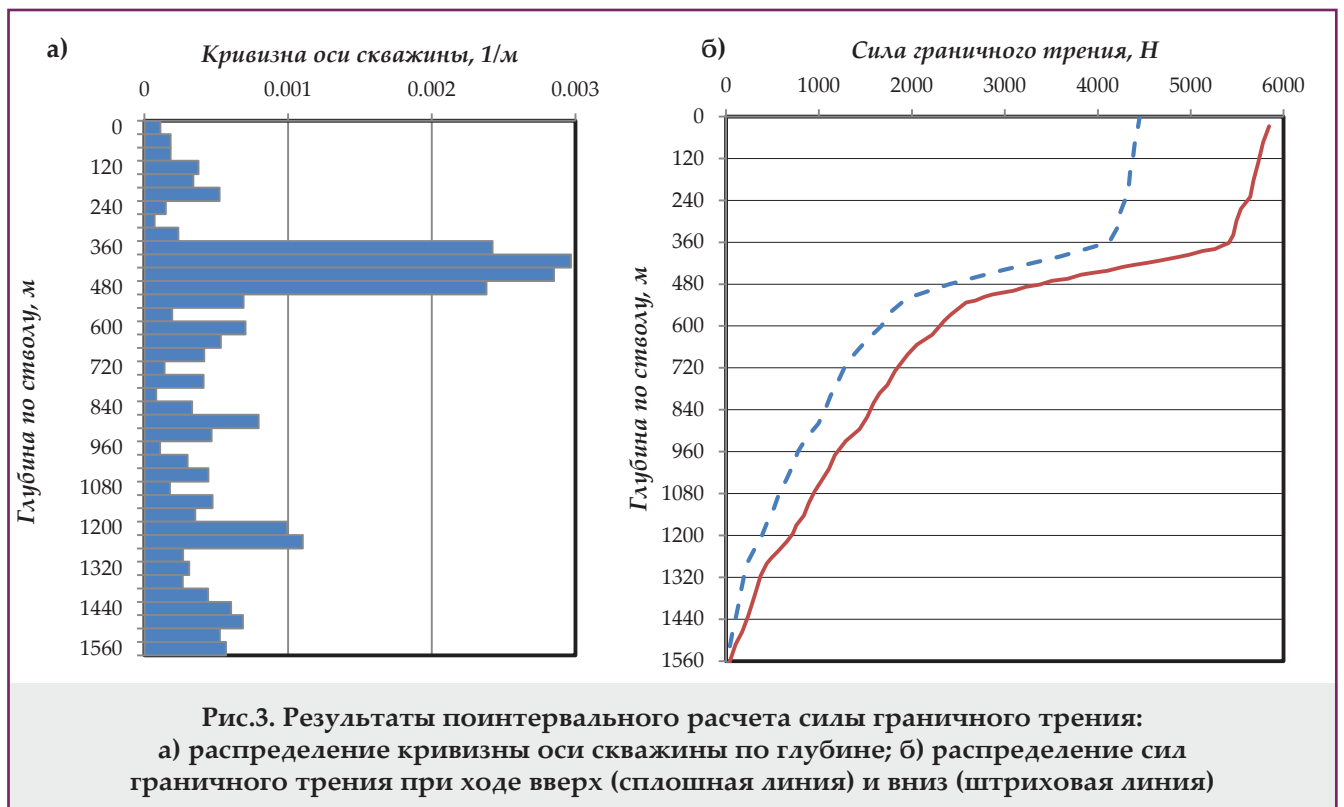 а)
Кривизна оси скважины, 1/м
0 0.001 0.002 0.003
Глубина по стволу, м
0
120
240
360
480
600
720
840
960
1080
1200
1320
1440
1560
б)
Сила граничного трения, Н
0 1000 2000 3000 4000 5000 6000
Глубина по стволу, м
0
120
240
360
480
600
720
840
960
1080
1200
1320
1440
1560
Рис.3. Результаты поинтервального расчета силы граничного трения:
а) распределение кривизны оси скважины по глубине; б) распределение сил
граничного трения при ходе вверх (сплошная линия) и вниз (штриховая линия)